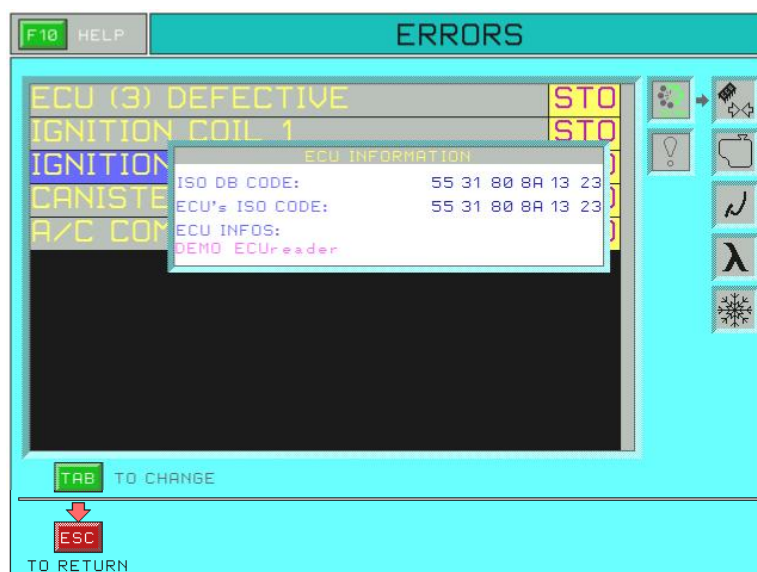 F10 HELP ERRORS
ECU (3) DEFECTIVE STO
IGNITION COIL 1 STO
IGNITION
CANISTE
A/C COM
ECU INFORMATION
ISO DB CODE: 55 31 80 8A 13 23
ECU's ISO CODE: 55 31 80 8A 13 23
ECU INFOS:
DEMO ECUreader
TAB TO CHANGE
ESC
TO RETURN